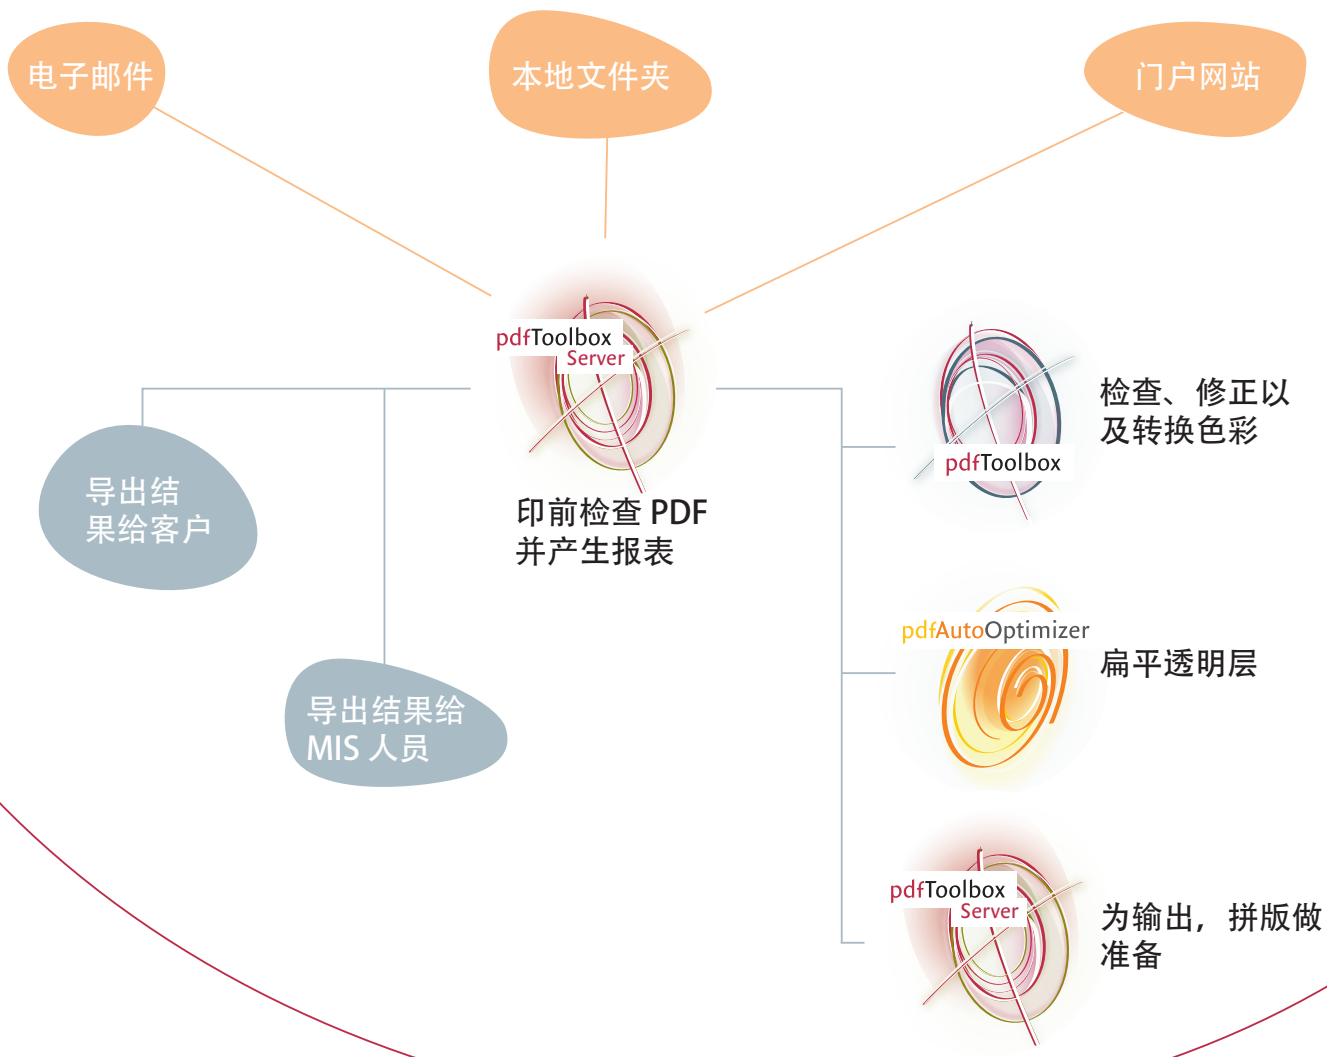 电子邮件
本地文件夹
门户网站
pdfToolbox
Server
印前检查 PDF
并产生报表
导出结
果给客户
导出结果给
MIS 人员
pdfToolbox
检查、修正以
及转换色彩
pdfAutoOptimizer
扁平透明层
pdfToolbox
Server
为输出，拼版做
准备